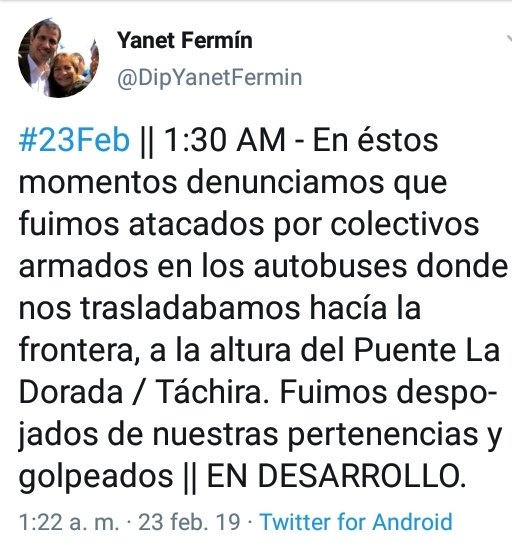 Yanet Fermín
@DipYanetFermin
#23Feb || 1:30 AM - En éstos
momentos denunciamos que
fuimos atacados por colectivos
armados en los autobuses donde
nos trasladabamos hacía la
frontera, a la altura del Puente La
Dorada / Táchira. Fuimos despo-
jados de nuestras pertenencias y
golpeados || EN DESARROLLO.
1:22 a. m. · 23 feb. 19 · Twitter for Android